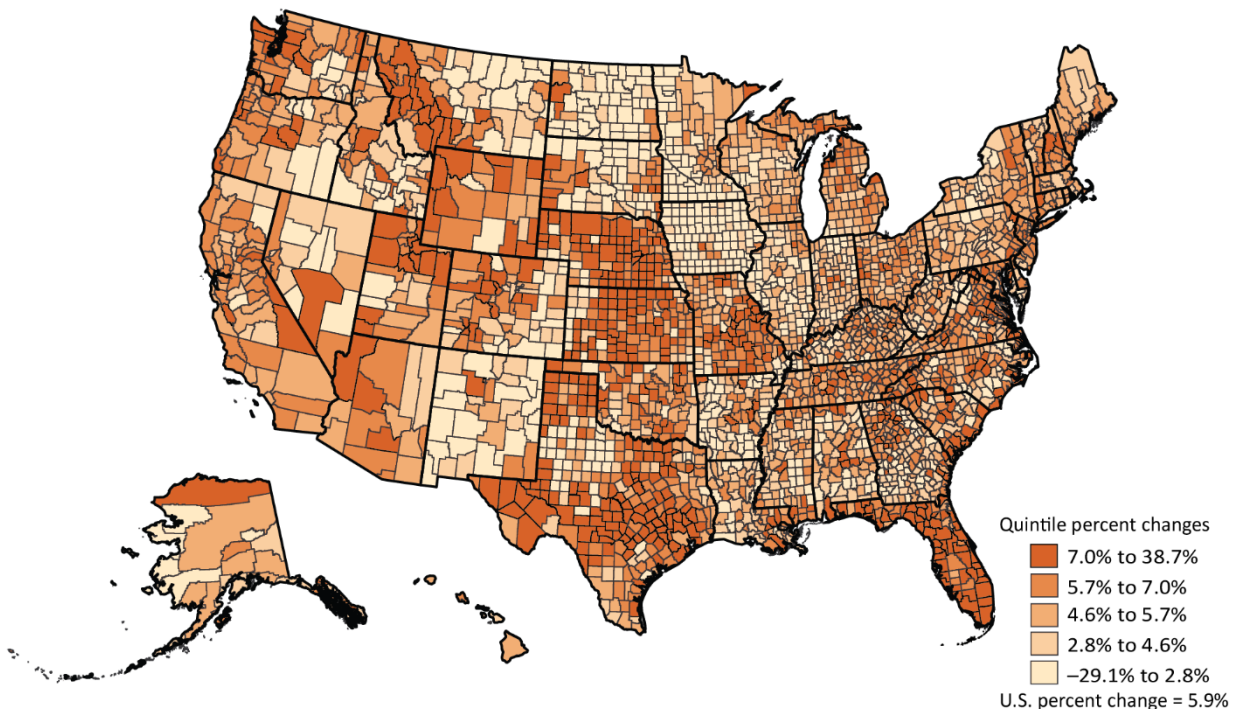 Quintile percent changes
7.0% to 38.7%
5.7% to 7.0%
4.6% to 5.7%
2.8% to 4.6%
–29.1% to 2.8%
U.S. percent change = 5.9%